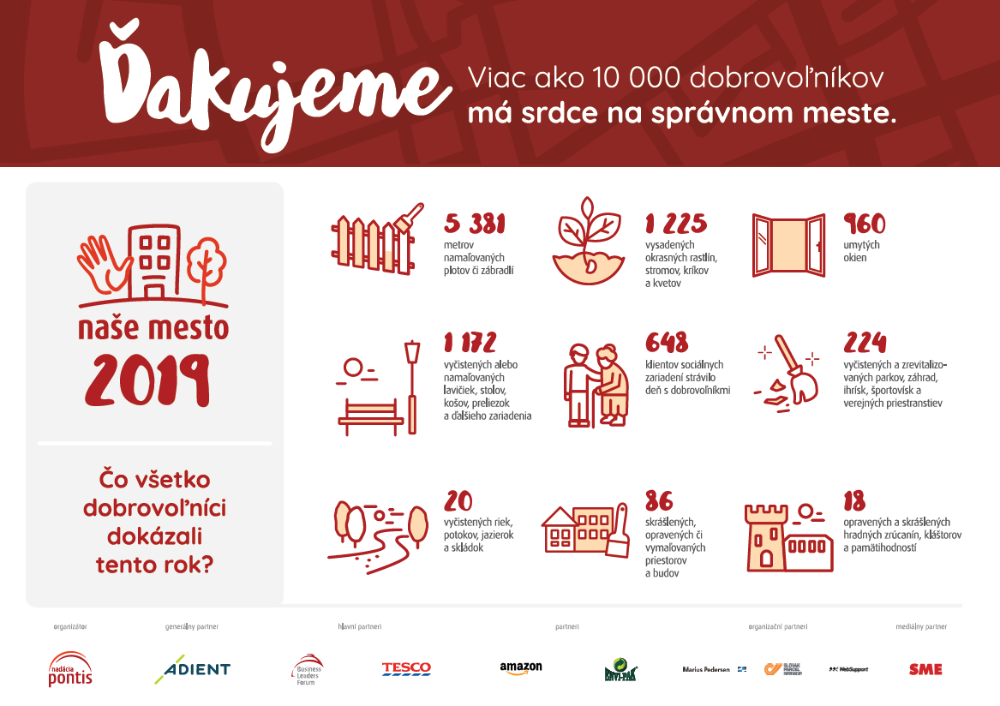 Ďakujeme
Viac ako 10 000 dobrovoľníkov
má srdce na správnom meste.
naše mesto
2019
Čo všetko
dobrovoľníci
dokázali
tento rok?
5 381
metrov
namaľovaných
plotov či zábradlí
1 225
vysadených
okrasných rastlín,
stromov, kríkov
a kvetov
960
umytých
okien
1 172
vyčistených alebo
namaľovaných
lavičiek, stolov,
košov, preliezok
a ďalšieho zariadenia
648
klientov sociálnych
zariadení strávilo
deň s dobrovoľníkmi
224
vyčistených a zrevitalizo-
vaných parkov, záhrad,
ihrísk, športovísk a
verejných priestranstiev
20
vyčistených riek,
potokov, jazierok
a skládok
86
skrášlených,
opravených či
vymaľovaných
priestorov
a budov
18
opravených a skrášlených
hradných zrúcanín, kláštorov
a pamätihodností
organizátor
generálny partner
hlavní partneri
partneri
organizační partneri
mediálny partner
nadácia
pontis
ADIENT
Business
Leaders
Forum
TESCO
amazon
ENVI-PAK
Marius Pedersen
SLOVAK
PARCEL
SERVICE
WebSupport
SME